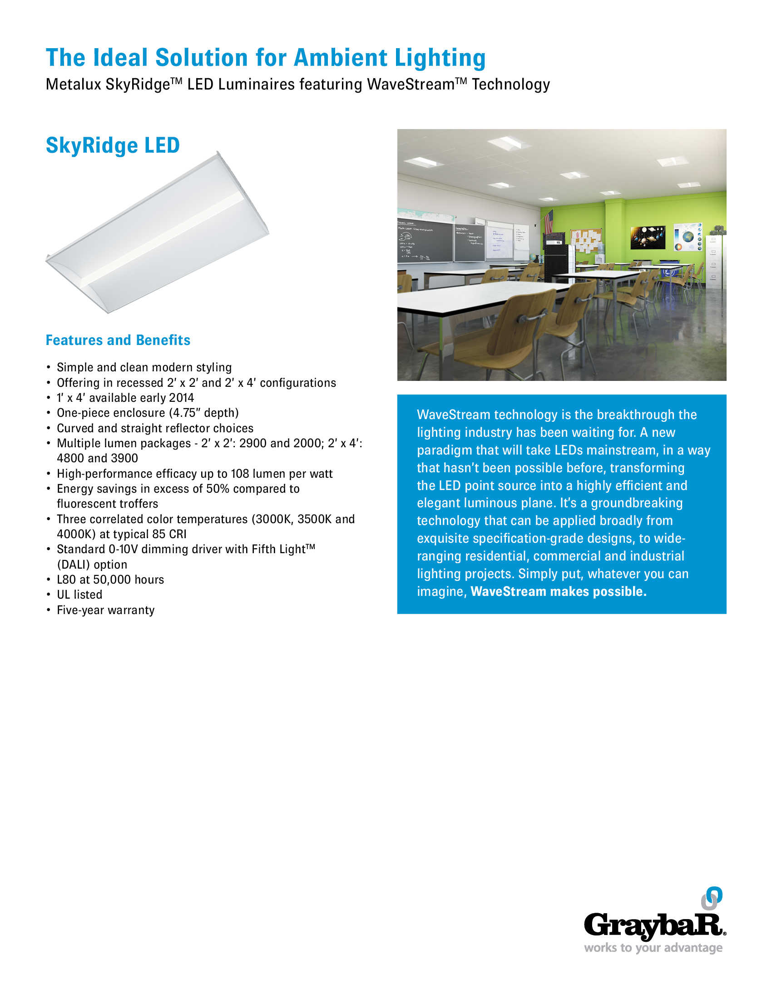 The Ideal Solution for Ambient Lighting
Metalux SkyRidge™ LED Luminaires featuring WaveStream™ Technology
SkyRidge LED
Features and Benefits
• Simple and clean modern styling
• Offering in recessed 2’ x 2’ and 2’ x 4’ configurations
• 1’ x 4’ available early 2014
• One-piece enclosure (4.75” depth)
• Curved and straight reflector choices
• Multiple lumen packages - 2’ x 2’: 2900 and 2000; 2’ x 4’:
4800 and 3900
• High-performance efficacy up to 108 lumen per watt
• Energy savings in excess of 50% compared to
fluorescent troffers
• Three correlated color temperatures (3000K, 3500K and
4000K) at typical 85 CRI
• Standard 0-10V dimming driver with Fifth Light™
(DALI) option
• L80 at 50,000 hours
• UL listed
• Five-year warranty
WaveStream technology is the breakthrough the
lighting industry has been waiting for. A new
paradigm that will take LEDs mainstream, in a way
that hasn’t been possible before, transforming
the LED point source into a highly efficient and
elegant luminous plane. It’s a groundbreaking
technology that can be applied broadly from
exquisite specification-grade designs, to wide-
ranging residential, commercial and industrial
lighting projects. Simply put, whatever you can
imagine, WaveStream makes possible.
GraybaR®
works to your advantage